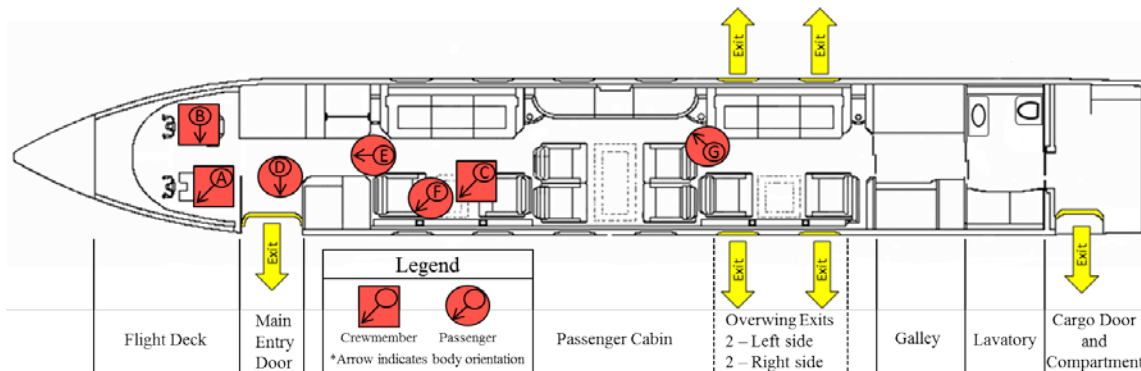 Exit
Exit
B
A
D
E
F
C
G
Exit
Exit
Exit
Exit
Legend
Crewmember
Passenger
*Arrow indicates body orientation
Flight Deck
Main
Entry
Door
Passenger Cabin
Overwing Exits
2 – Left side
2 – Right side
Galley
Lavatory
Cargo Door
and
Compartment